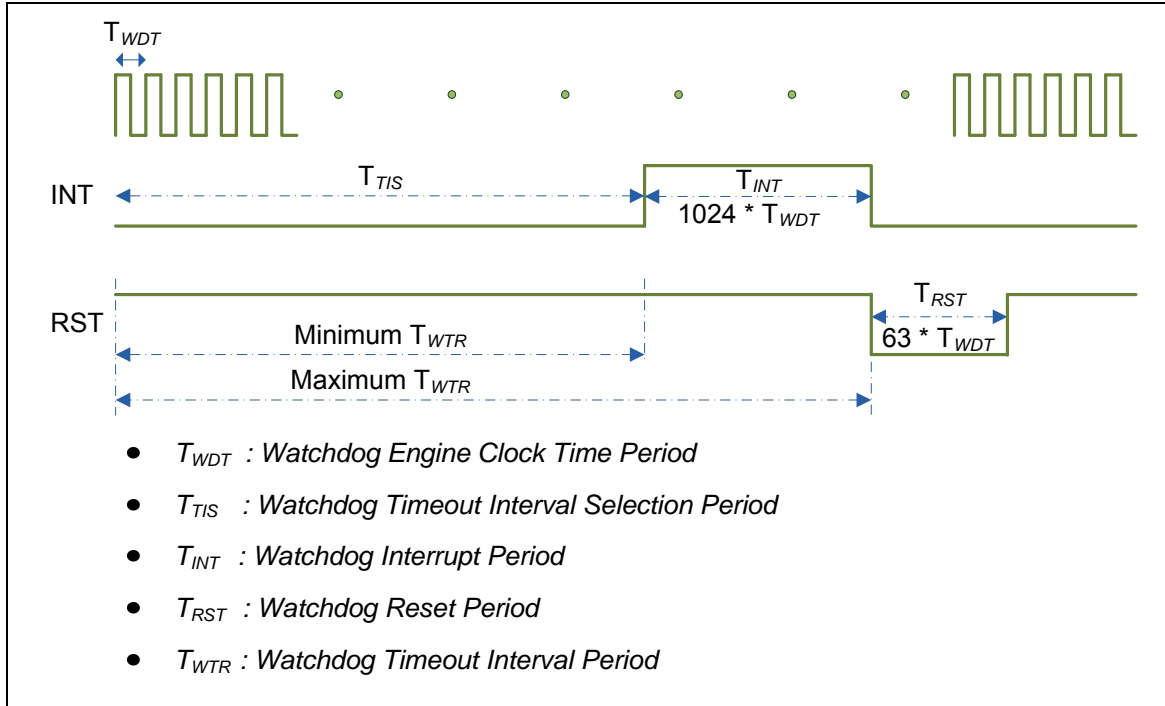 TWDT
INT
TTIS
TINT
1024 * TWDT
RST
TRST
63 * TWDT
Minimum TWTR
Maximum TWTR
• TWDT : Watchdog Engine Clock Time Period
• TTIS : Watchdog Timeout Interval Selection Period
• TINT : Watchdog Interrupt Period
• TRST : Watchdog Reset Period
• TWTR : Watchdog Timeout Interval Period